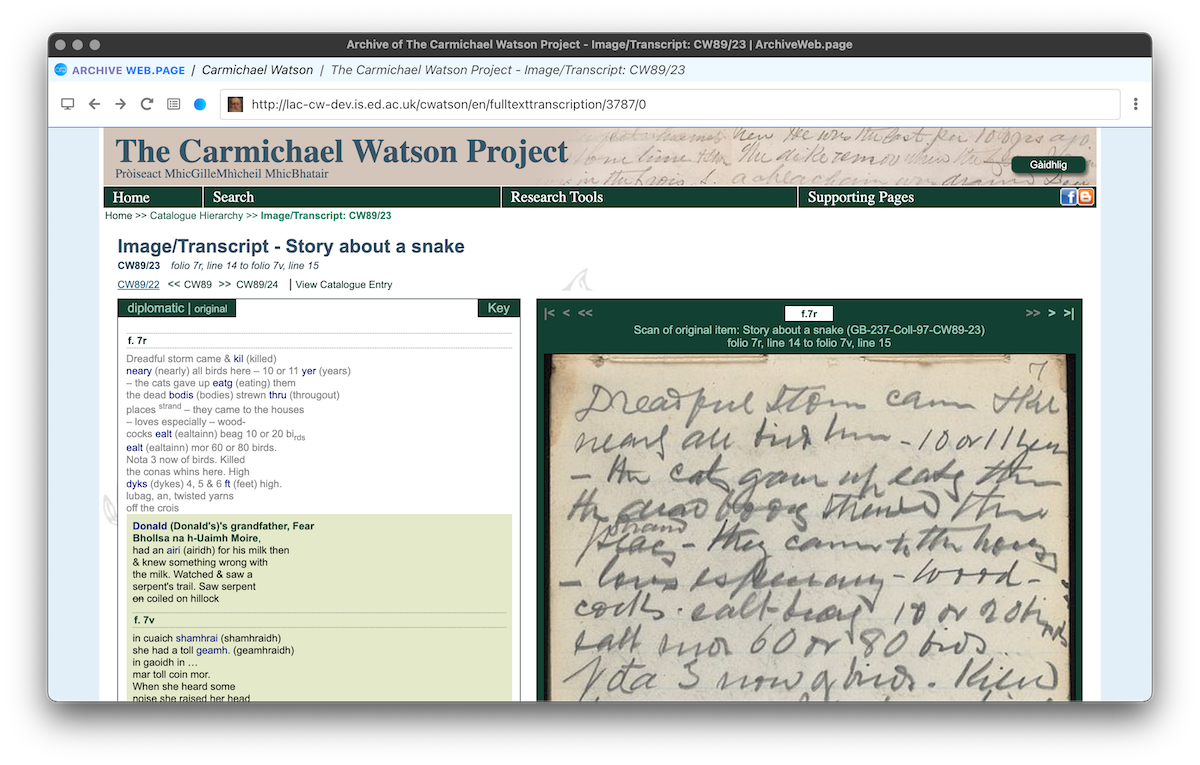 Archive of The Carmichael Watson Project - Image/Transcript: CW89/23 | ArchiveWeb.page
ARCHIVE WEB.PAGE / Carmichael Watson | The Carmichael Watson Project - Image/Transcript: CW89/23
http://lac-cw-dev.is.ed.ac.uk/cwatson/en/fulltexttranscription/3787/0
The Carmichael Watson Project
Pròiseact MhicGilleMhìcheil MhicBhatair
Gàidhlig
Home Search Research Tools Supporting Pages
Home >> Catalogue Hierarchy >> Image/Transcript: CW89/23
Image/Transcript - Story about a snake
CW89/23 folio 7r, line 14 to folio 7v, line 15
CW89/22 << CW89 >> CW89/24 | View Catalogue Entry
diplomatic | original Key
f. 7r
Dreadful storm came & kil (killed)
neary (nearly) all birds here – 10 or 11 yer (years)
– the cats gave up eatg (eating) them
the dead bodis (bodies) strewn thru (througout)
places strand – they came to the houses
– loves especially – wood-
cocks ealt (ealtainn) beag 10 or 20 birds
ealt (ealtainn) mor 60 or 80 birds.
Nota 3 now of birds. Killed
the conas whins here. High
dyks (dykes) 4, 5 & 6 ft (feet) high.
lubag, an, twisted yarns
off the crois
Donald (Donald's)'s grandfather, Fear
Bhollsa na h-Uaimh Moire,
had an airi (airidh) for his milk then
& knew something wrong with
the milk. Watched & saw a
serpent's trail. Saw serpent
en coiled on hillock
f. 7v
in cuaich shamhrai (shamhraidh)
she had a toll geamh. (geamhraidh)
in gaoidh in …
mar toll coin mor.
When she heard some
noise she raised her head
|< < << f.7r >> > >|
Scan of original item: Story about a snake (GB-237-Coll-97-CW89-23)
folio 7r, line 14 to folio 7v, line 15
7
Dreadful storm came & kil
neary all birds here - 10 or 11 yer
- the cats gave up eatg them
the dead bodis strewn thru
strand
places - they came to the houses
- loves especially - wood-
cocks. ealt beag 10 or 20 birds
ealt mor 60 or 80 birds.
Nota 3 now of birds. Killed